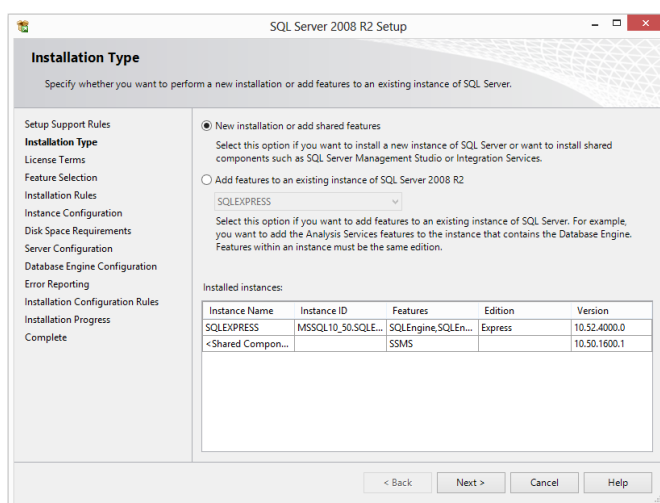 SQL Server 2008 R2 Setup
Installation Type
Specify whether you want to perform a new installation or add features to an existing instance of SQL Server.
Setup Support Rules
Installation Type
License Terms
Feature Selection
Installation Rules
Instance Configuration
Disk Space Requirements
Server Configuration
Database Engine Configuration
Error Reporting
Installation Configuration Rules
Installation Progress
Complete
New installation or add shared features
Select this option if you want to install a new instance of SQL Server or want to install shared
components such as SQL Server Management Studio or Integration Services.
Add features to an existing instance of SQL Server 2008 R2
SQLEXPRESS
Select this option if you want to add features to an existing instance of SQL Server. For example,
you want to add the Analysis Services features to the instance that contains the Database Engine.
Features within an instance must be the same edition.
Installed instances:
Instance Name Instance ID Features Edition Version
SQLEXPRESS MSSQL10_50.SQLE... SQLEngine,SQLEn... Express 10.52.4000.0
<Shared Compon... SSMS 10.50.1600.1
< Back Next > Cancel Help